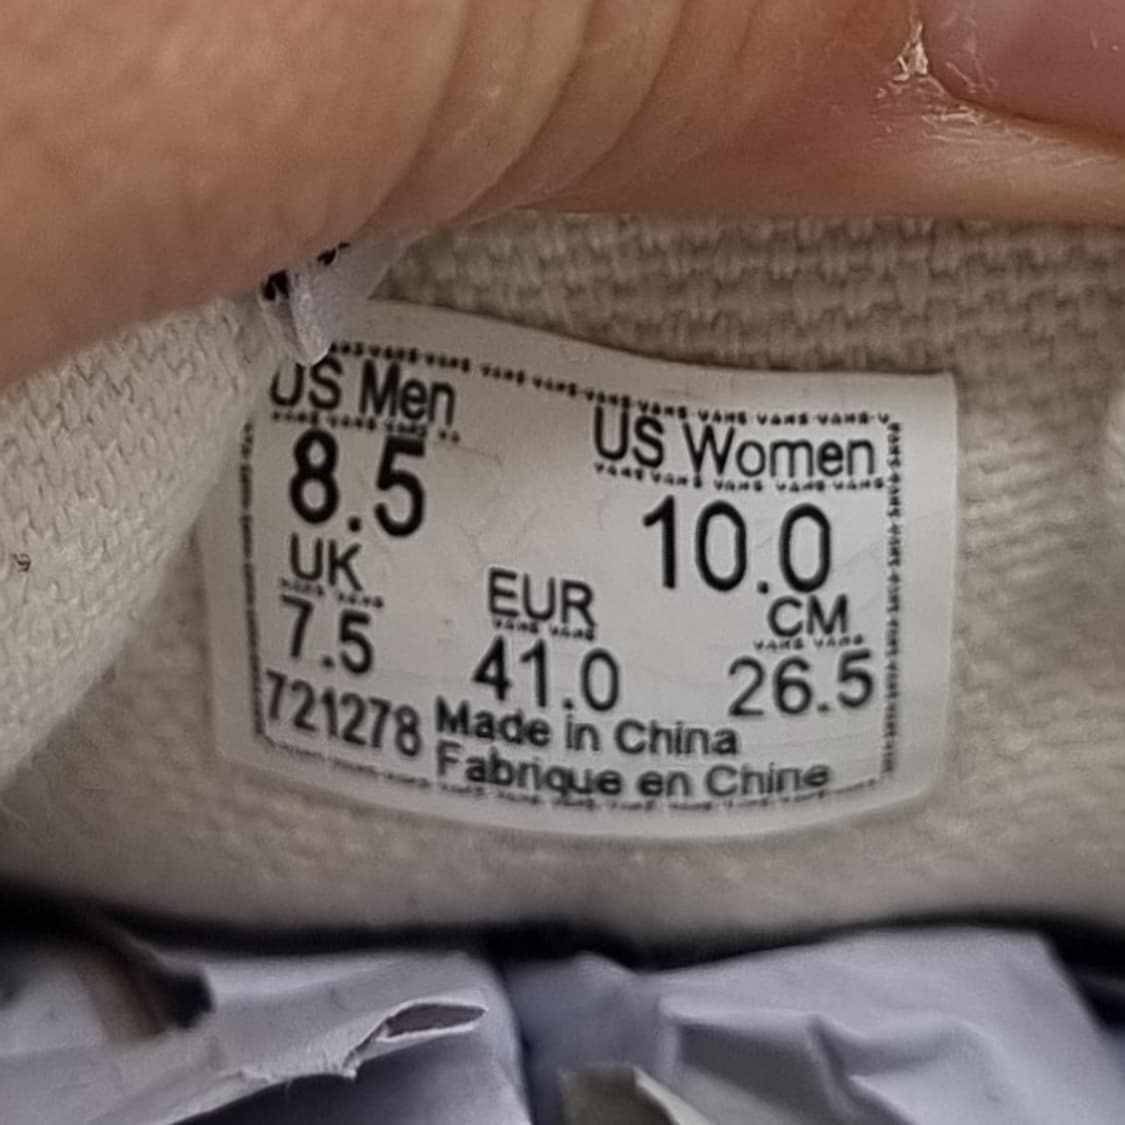 US Men US Women
8.5 10.0
UK EUR CM
7.5 41.0 26.5
721278 Made in China
Fabrique en Chine